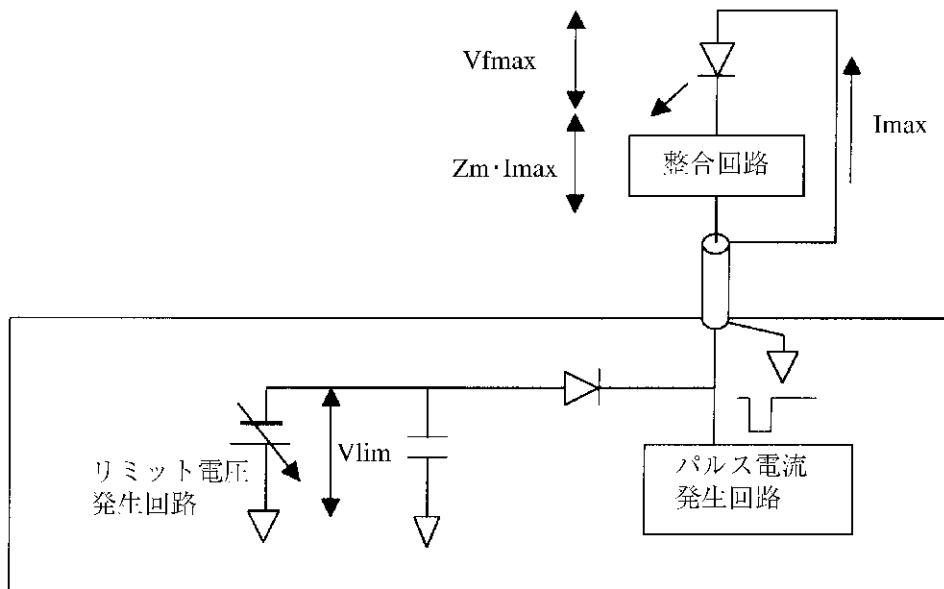 Vfmax
Zm・Imax
整合回路
Imax
リミット電圧
発生回路
Vlim
パルス電流
発生回路